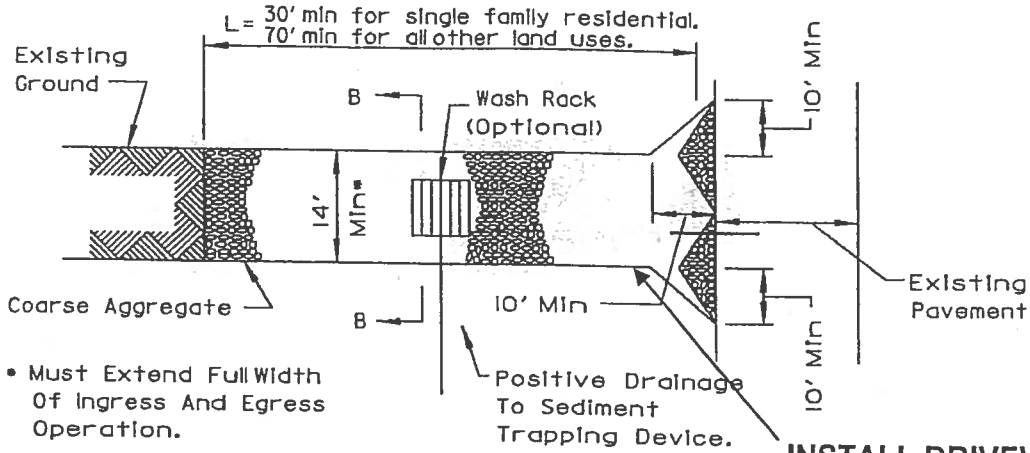 L = 30' min for single family residential.
70' min for all other land uses.
Existing
Ground
B
Wash Rack
(Optional)
10' Min
14'
Min*
Coarse Aggregate
B
10' Min
Existing
Pavement
10' Min
• Must Extend Full Width
Of Ingress And Egress
Operation.
Positive Drainage
To Sediment
Trapping Device.
INSTALL